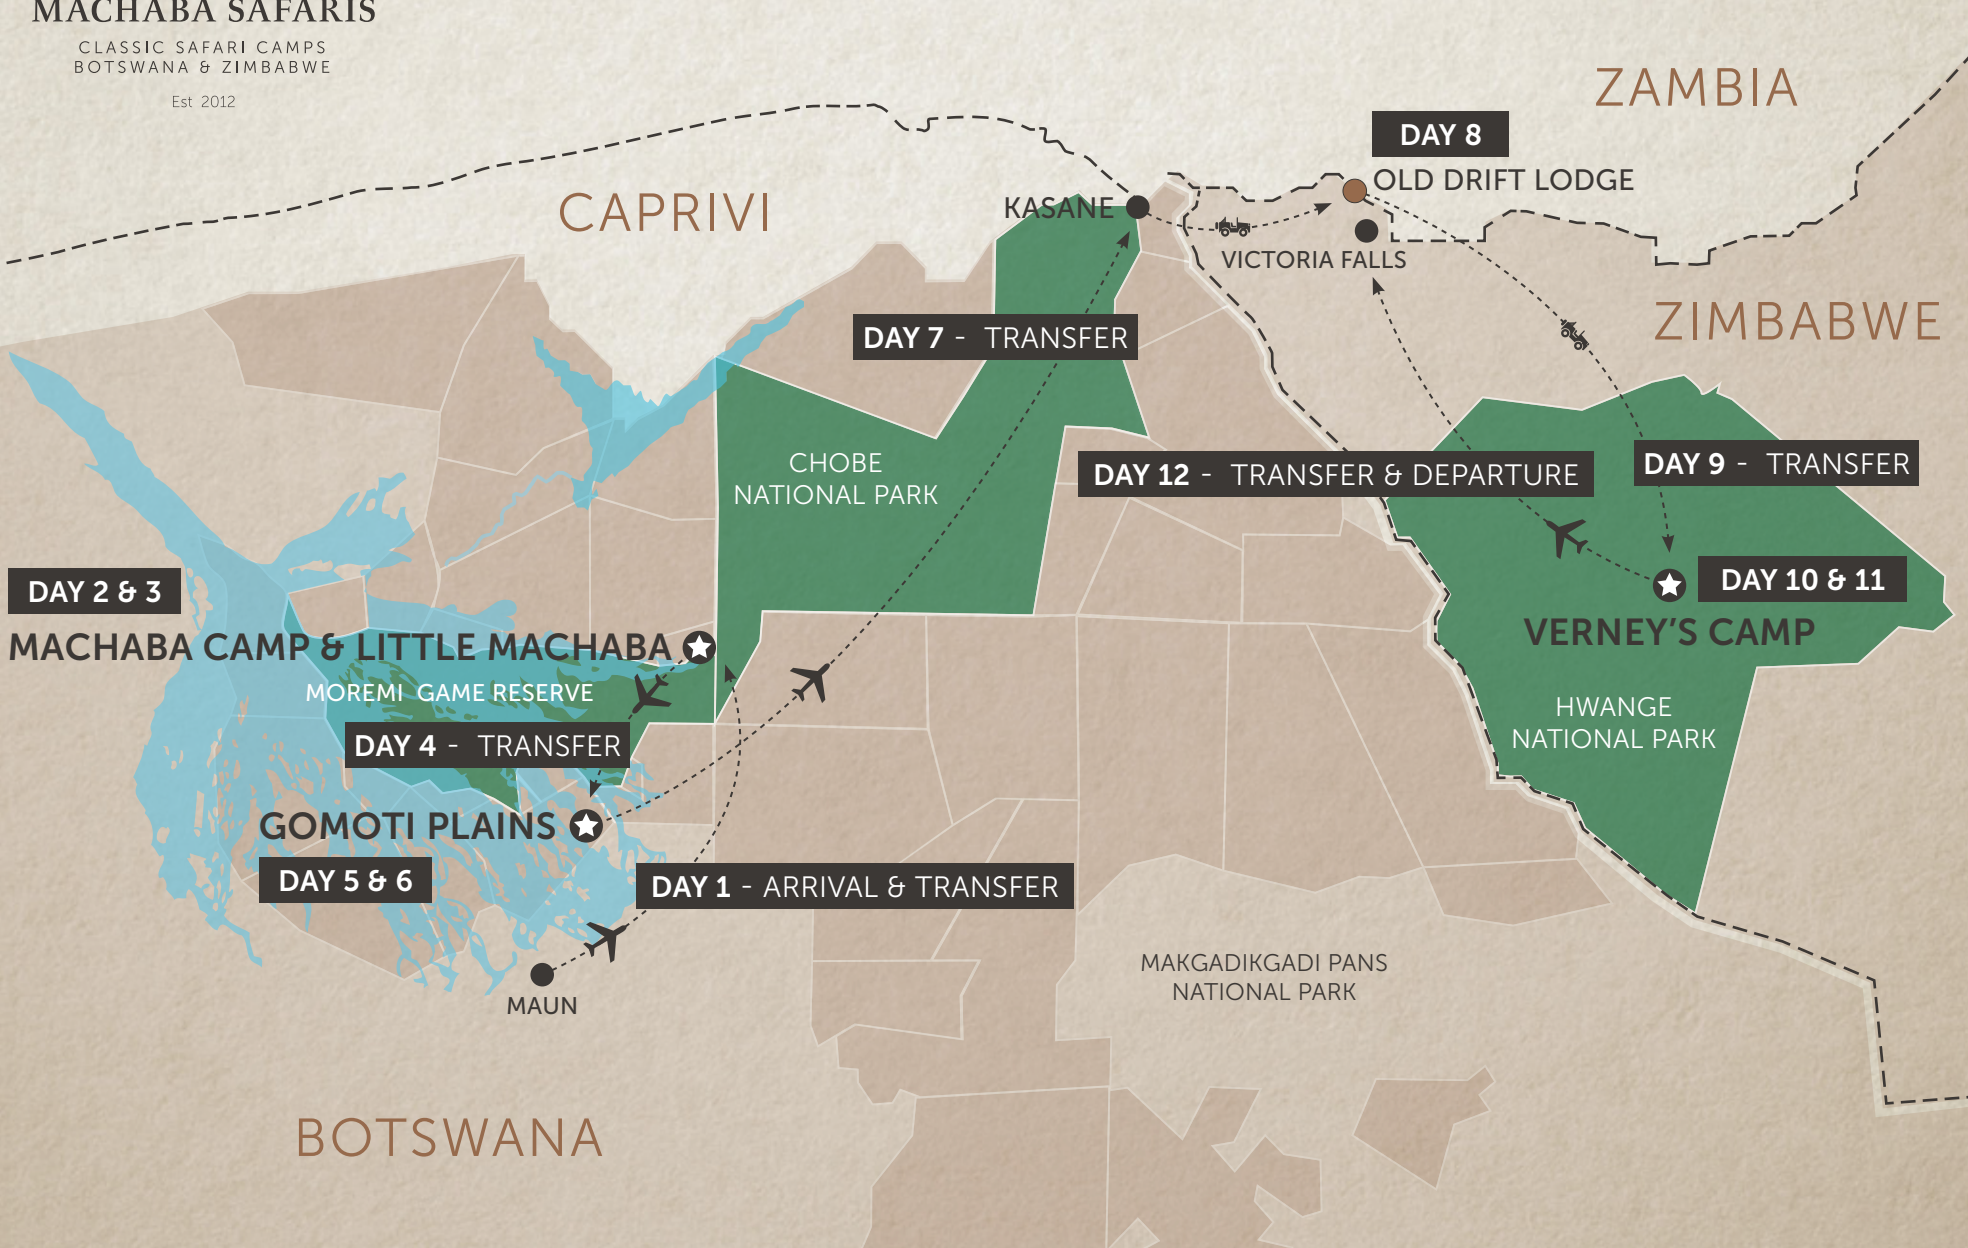 MACHABA SAFARIS
CLASSIC SAFARI CAMPS
BOTSWANA & ZIMBABWE
Est 2012
ZAMBIA
DAY 8
OLD DRIFT LODGE
CAPRIVI
KASANE
VICTORIA FALLS
ZIMBABWE
DAY 7 - TRANSFER
CHOBE
NATIONAL PARK
DAY 12 - TRANSFER & DEPARTURE
DAY 9 - TRANSFER
DAY 2 & 3
MACHABA CAMP & LITTLE MACHABA
DAY 10 & 11
VERNEY'S CAMP
MOREMI GAME RESERVE
HWANGE
NATIONAL PARK
DAY 4 - TRANSFER
GOMOTI PLAINS
DAY 5 & 6
DAY 1 - ARRIVAL & TRANSFER
MAUN
MAKGADIKGADI PANS
NATIONAL PARK
BOTSWANA